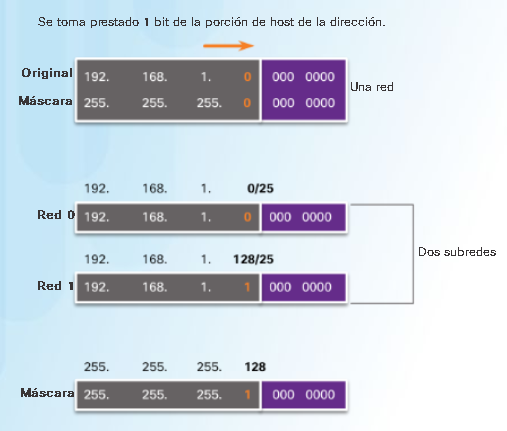 Se toma prestado 1 bit de la porción de host de la dirección.
Original 192. 168. 1. 0 000 0000
Máscara 255. 255. 255. 0 000 0000
Una red
192. 168. 1. 0/25
Red 0 192. 168. 1. 0 000 0000
192. 168. 1. 128/25
Dos subredes
Red 1 192. 168. 1. 1 000 0000
255. 255. 255. 128
Máscara 255. 255. 255. 1 000 0000